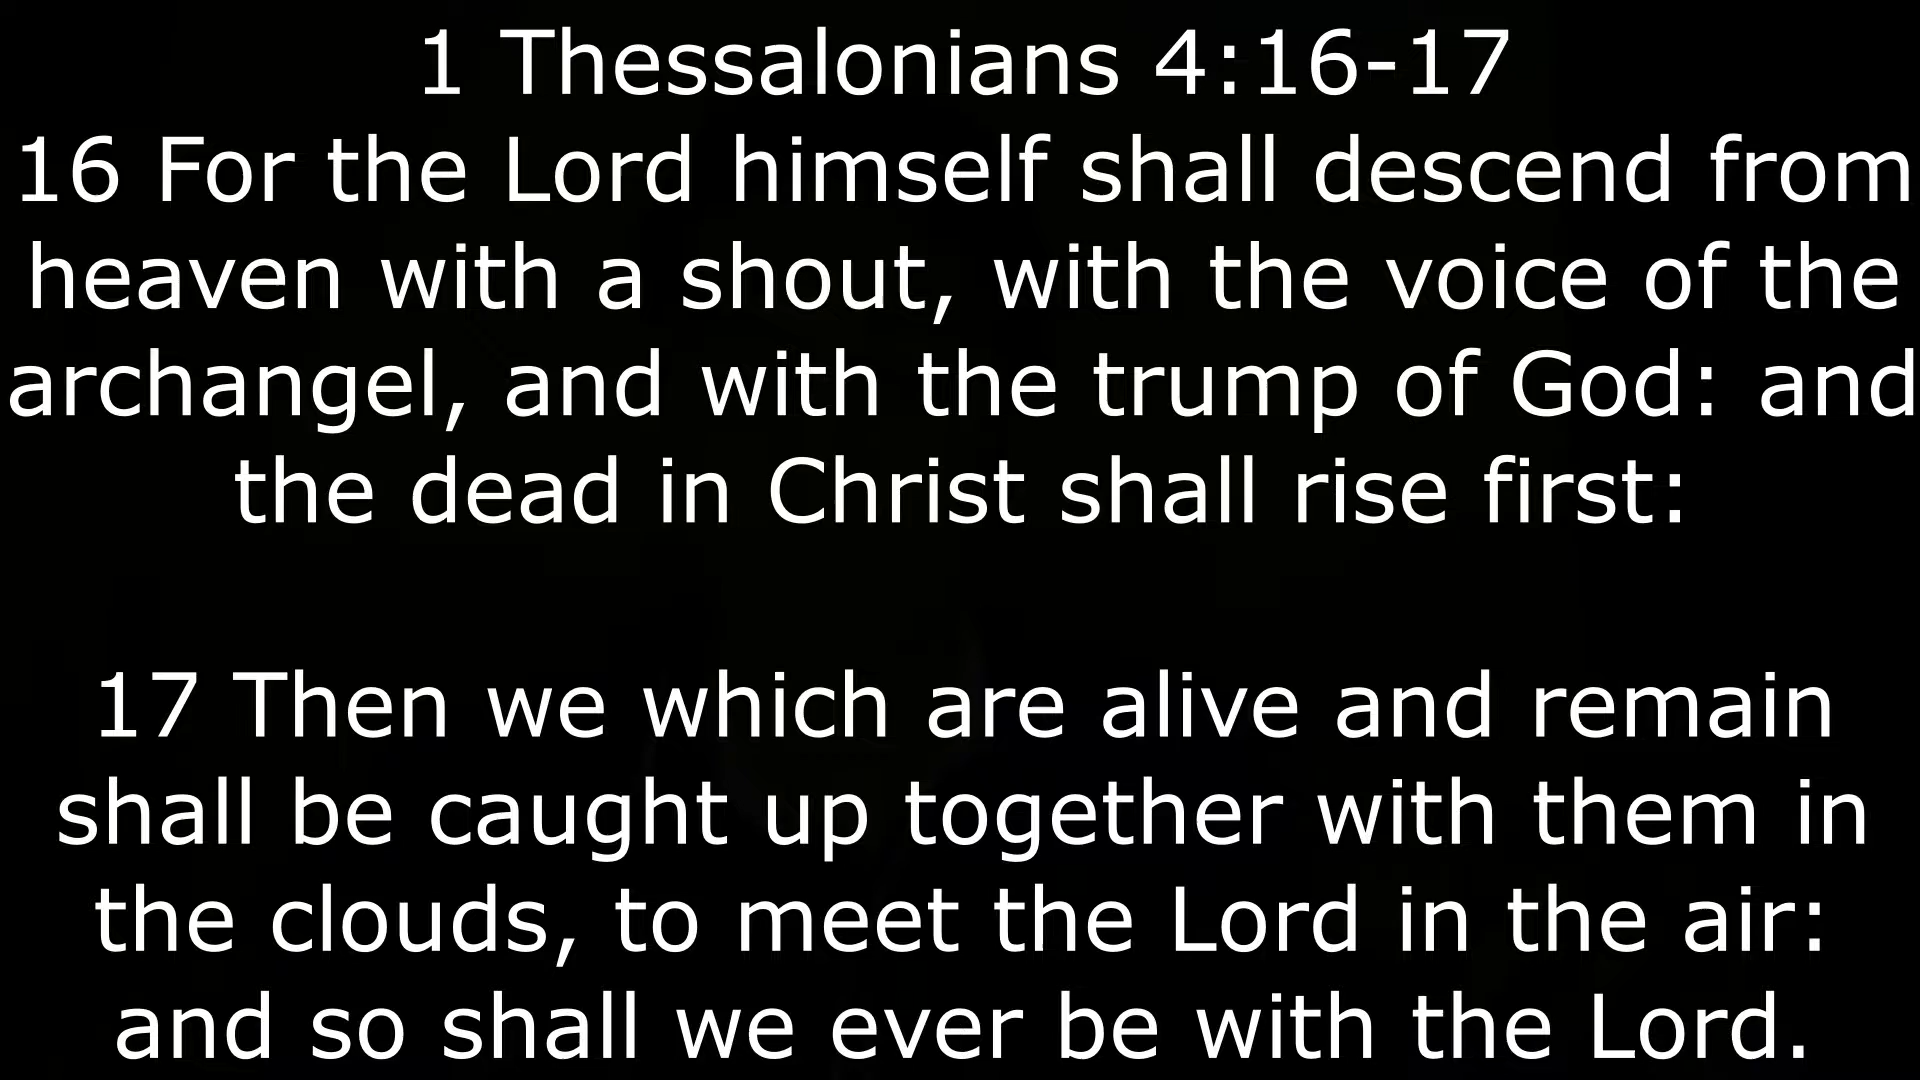 1 Thessalonians 4:16-17
16 For the Lord himself shall descend from
heaven with a shout, with the voice of the
archangel, and with the trump of God: and
the dead in Christ shall rise first:
17 Then we which are alive and remain
shall be caught up together with them in
the clouds, to meet the Lord in the air:
and so shall we ever be with the Lord.